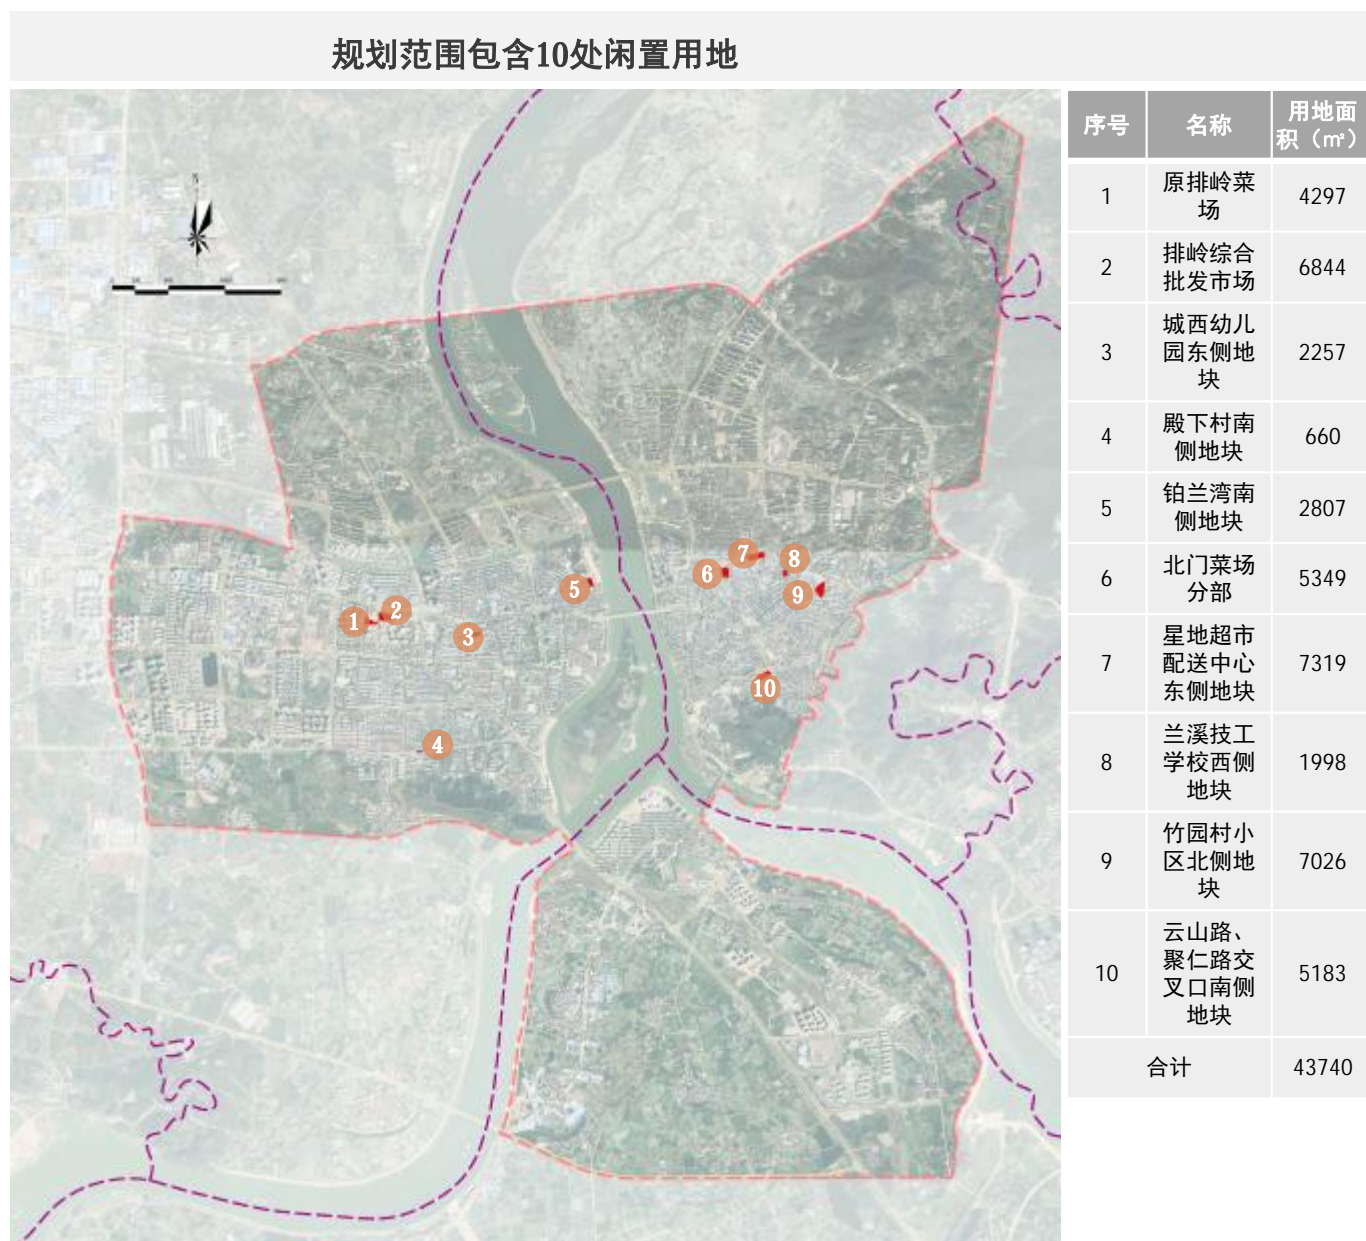 规划范围包含10处闲置用地
序号
名称
用地面
积（㎡）
1
原排岭菜
场
4297
2
排岭综合
批发市场
6844
3
城西幼儿
园东侧地
块
2257
4
殿下村南
侧地块
660
5
铂兰湾南
侧地块
2807
6
北门菜场
分部
5349
7
星地超市
配送中心
东侧地块
7319
8
兰溪技工
学校西侧
地块
1998
9
竹园村小
区北侧地
块
7026
10
云山路、
聚仁路交
叉口南侧
地块
5183
合计
43740
7
8
6
5
9
2
1
3
10
4